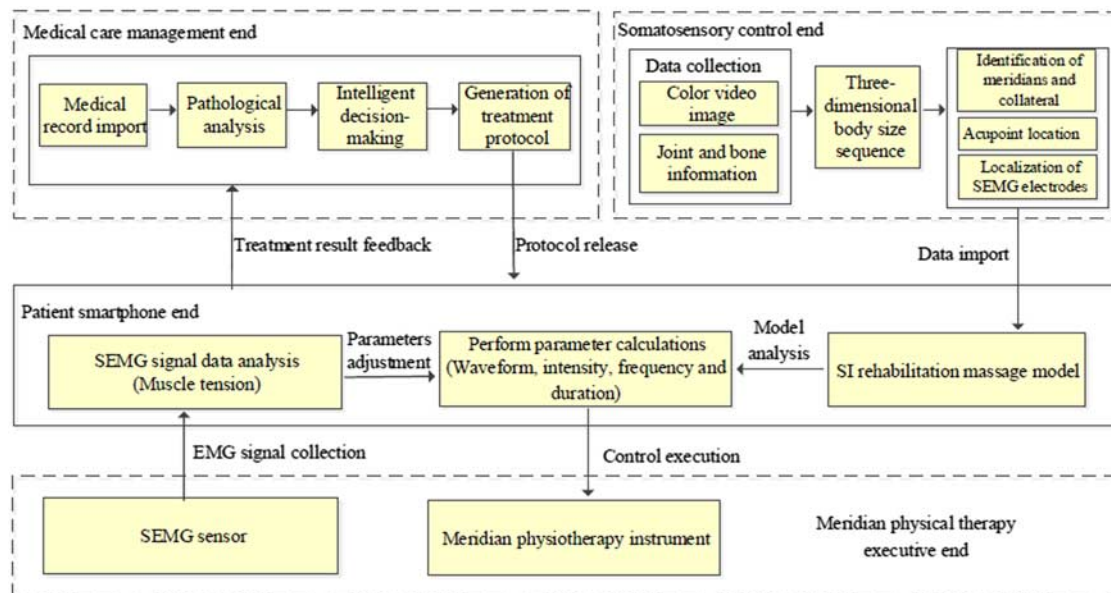 Medical care management end
Medical
record import
Pathological
analysis
Intelligent
decision-
making
Generation of
treatment
protocol
Somatosensory control end
Data collection
Color video
image
Joint and bone
information
Three-
dimensional
body size
sequence
Identification of
meridians and
collateral
Acupoint location
Localization of
SEMG electrodes
Treatment result feedback
Protocol release
Data import
Patient smartphone end
SEMG signal data analysis
(Muscle tension)
Parameters
adjustment
Perform parameter calculations
(Waveform, intensity, frequency and
duration)
Model
analysis
SI rehabilitation massage model
EMG signal collection
Control execution
SEMG sensor
Meridian physiotherapy instrument
Meridian physical therapy
executive end